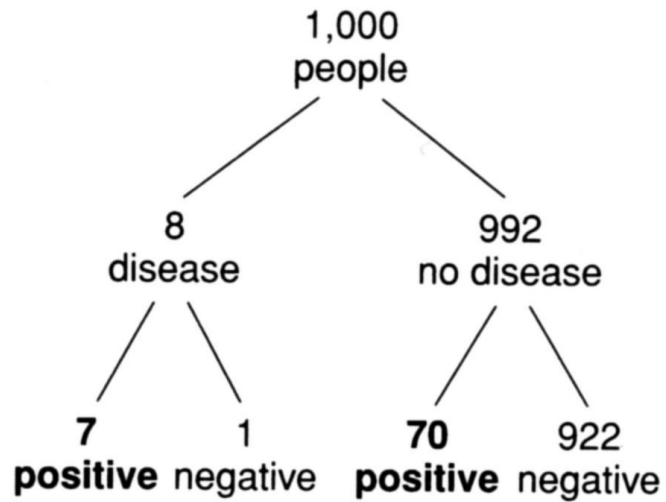 1,000
people
8
disease
992
no disease
7
positive
1
negative
70
positive
922
negative